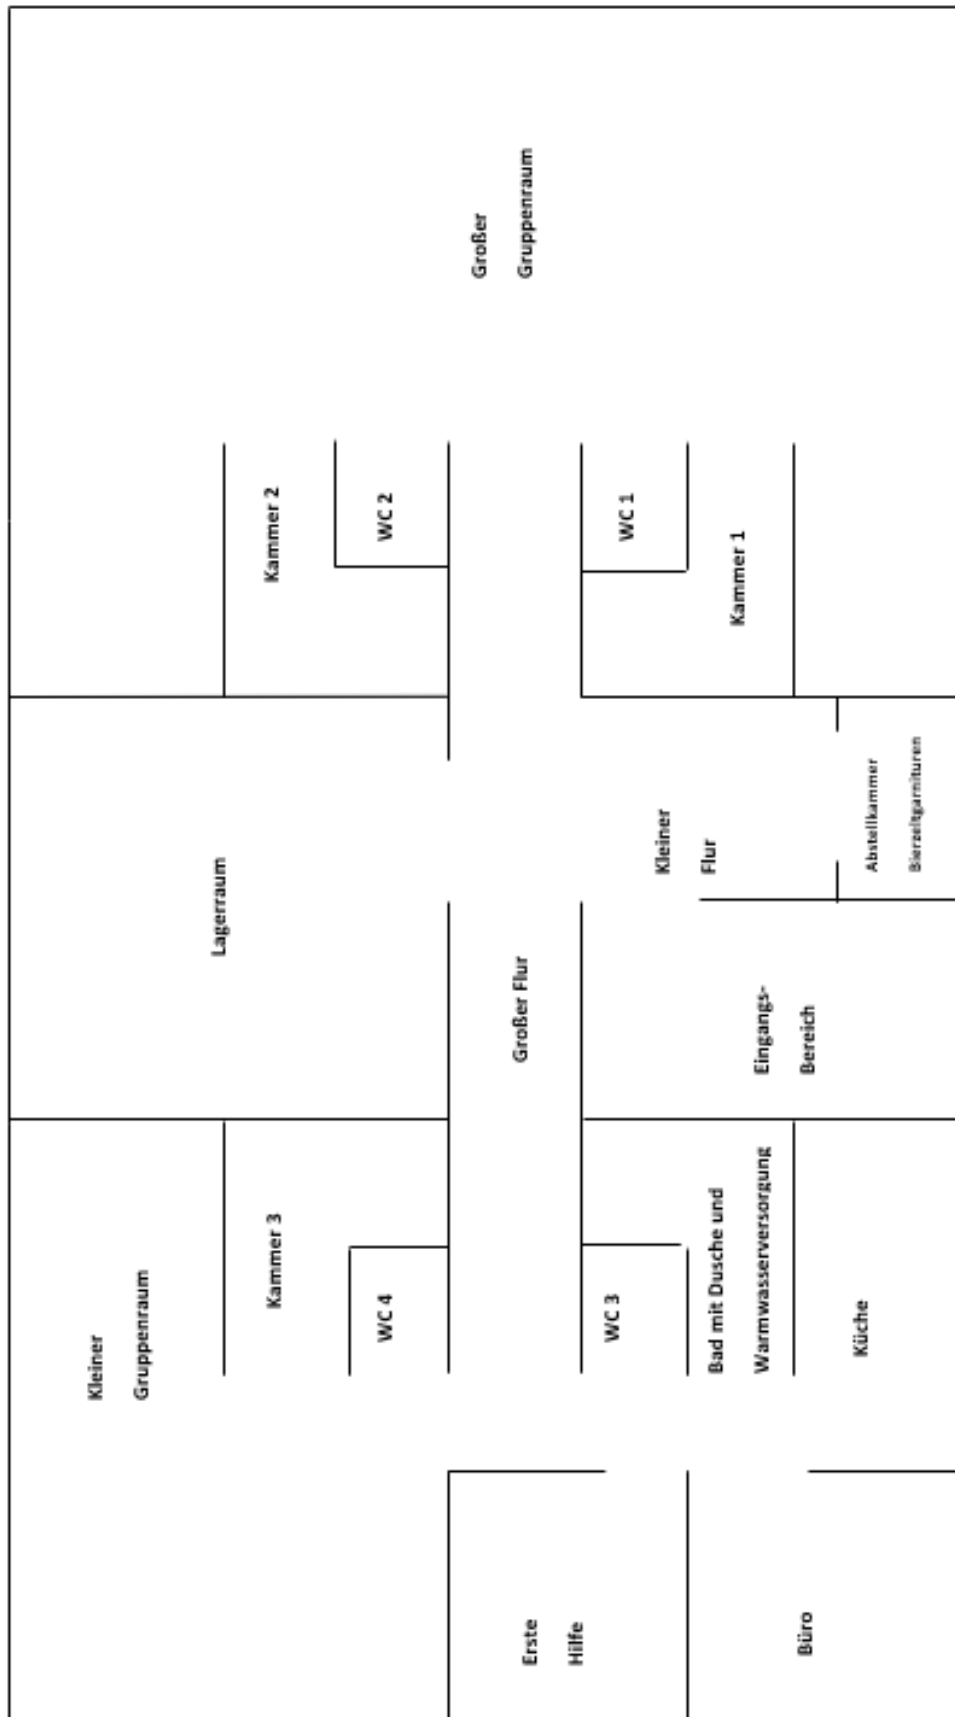 Großer
Gruppenraum
Kammer 2
WC 2
WC 1
Kammer 1
Lagerraum
Kleiner
Flur
Abstellkammer
Bierzeltgarnituren
Großer Flur
Eingangs-
Bereich
Kleiner
Gruppenraum
Kammer 3
WC 4
WC 3
Bad mit Dusche und
Warmwasserversorgung
Küche
Erste
Hilfe
Büro